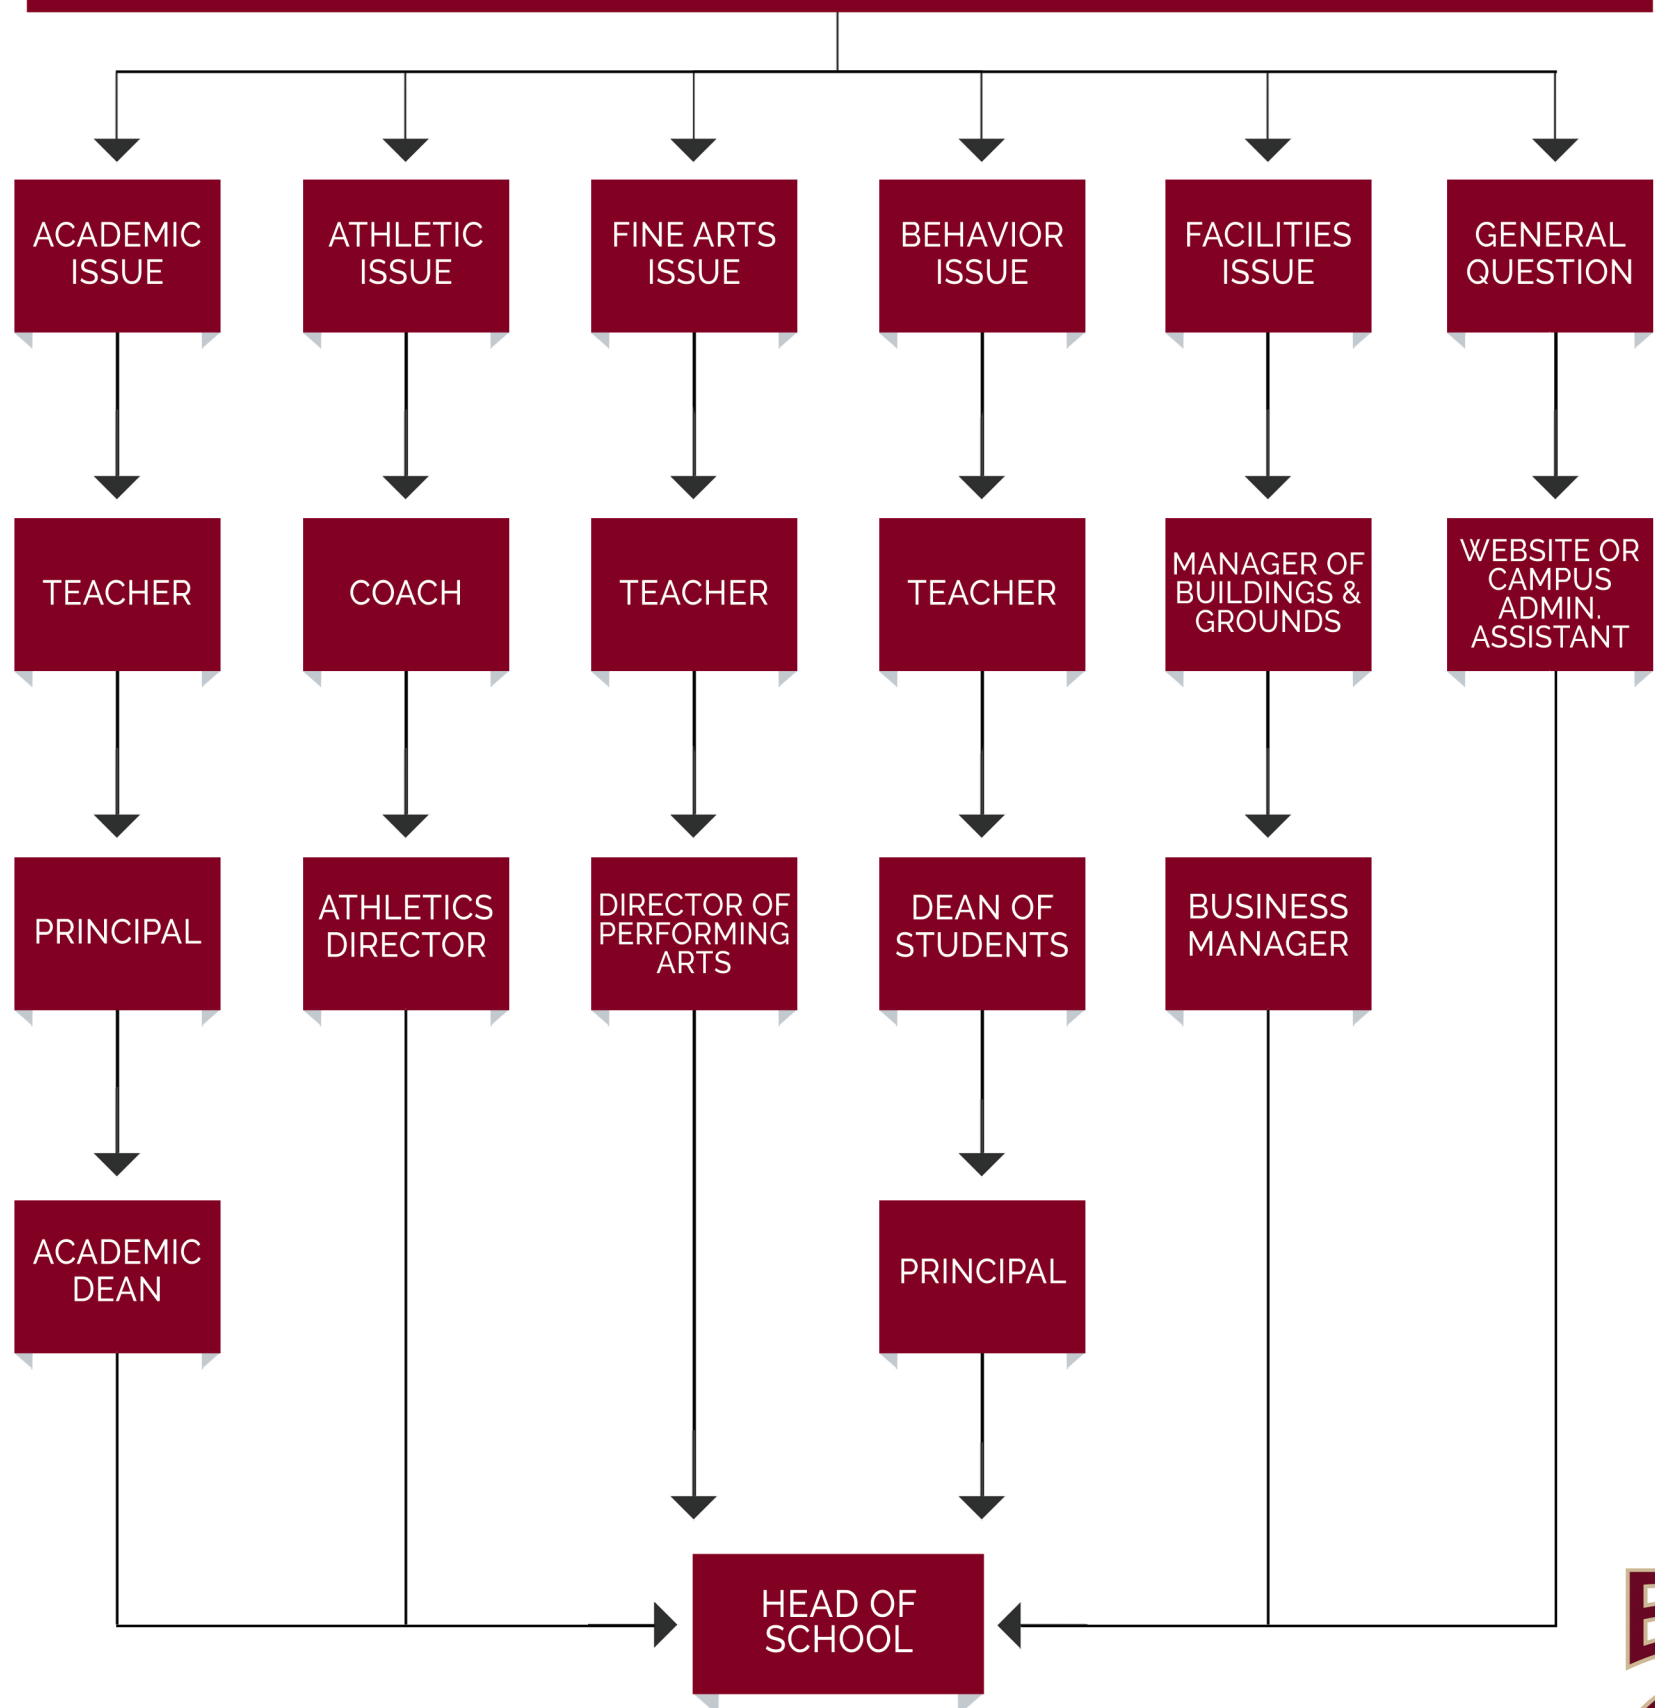 ACADEMIC
ISSUE
ATHLETIC
ISSUE
FINE ARTS
ISSUE
BEHAVIOR
ISSUE
FACILITIES
ISSUE
GENERAL
QUESTION
TEACHER
COACH
TEACHER
TEACHER
MANAGER OF
BUILDINGS &
GROUNDS
WEBSITE OR
CAMPUS
ADMIN.
ASSISTANT
PRINCIPAL
ATHLETICS
DIRECTOR
DIRECTOR OF
PERFORMING
ARTS
DEAN OF
STUDENTS
BUSINESS
MANAGER
ACADEMIC
DEAN
PRINCIPAL
HEAD OF
SCHOOL